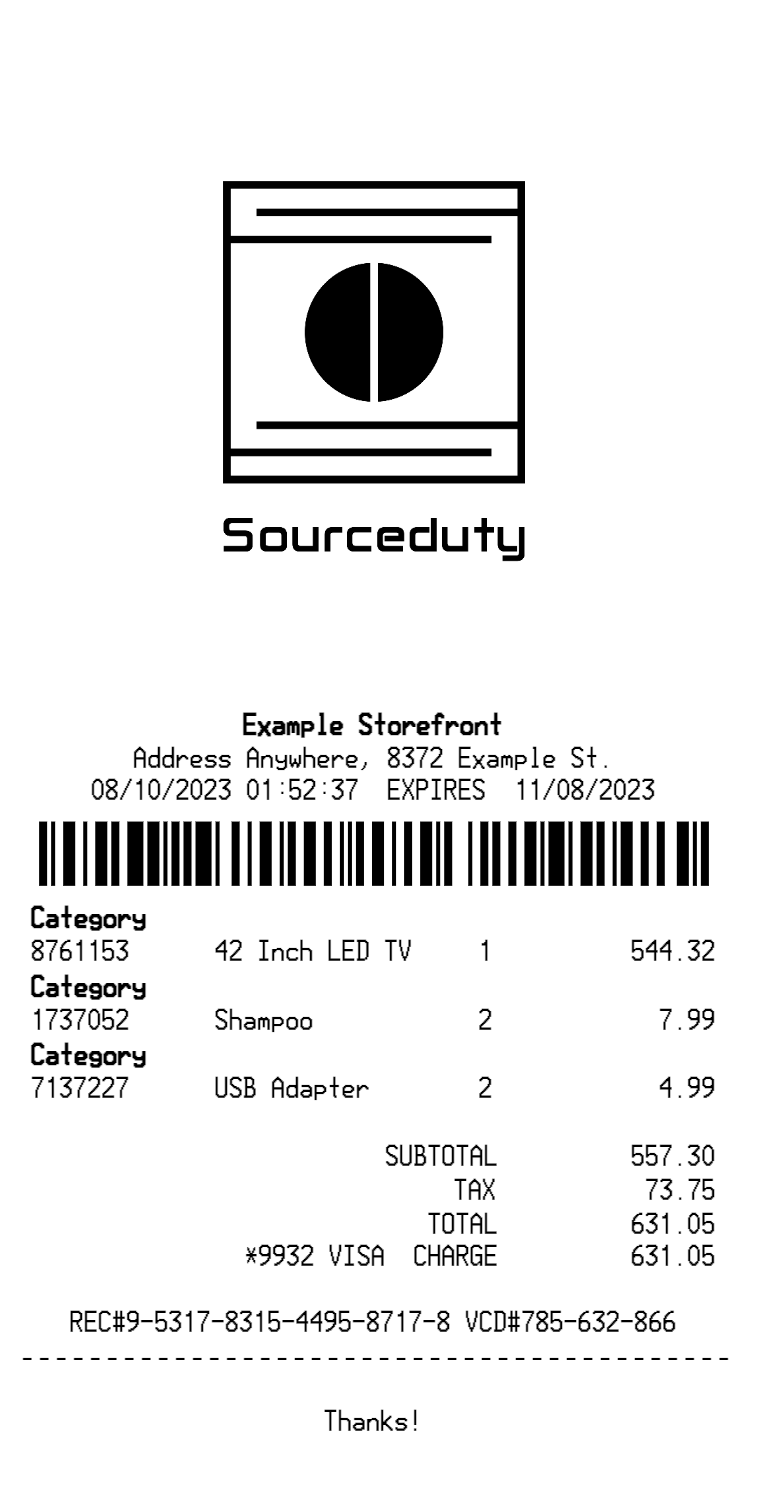 Sourceduty
Example Storefront
Address Anywhere, 8372 Example St.
08/10/2023 01:52:37 EXPIRES 11/08/2023
Category
8761153 42 Inch LED TV 1 544.32
Category
1737052 Shampoo 2 7.99
Category
7137227 USB Adapter 2 4.99
SUBTOTAL 557.30
TAX 73.75
TOTAL 631.05
*9932 VISA CHARGE 631.05
REC#9-5317-8315-4495-8717-8 VCD#785-632-866
Thanks!